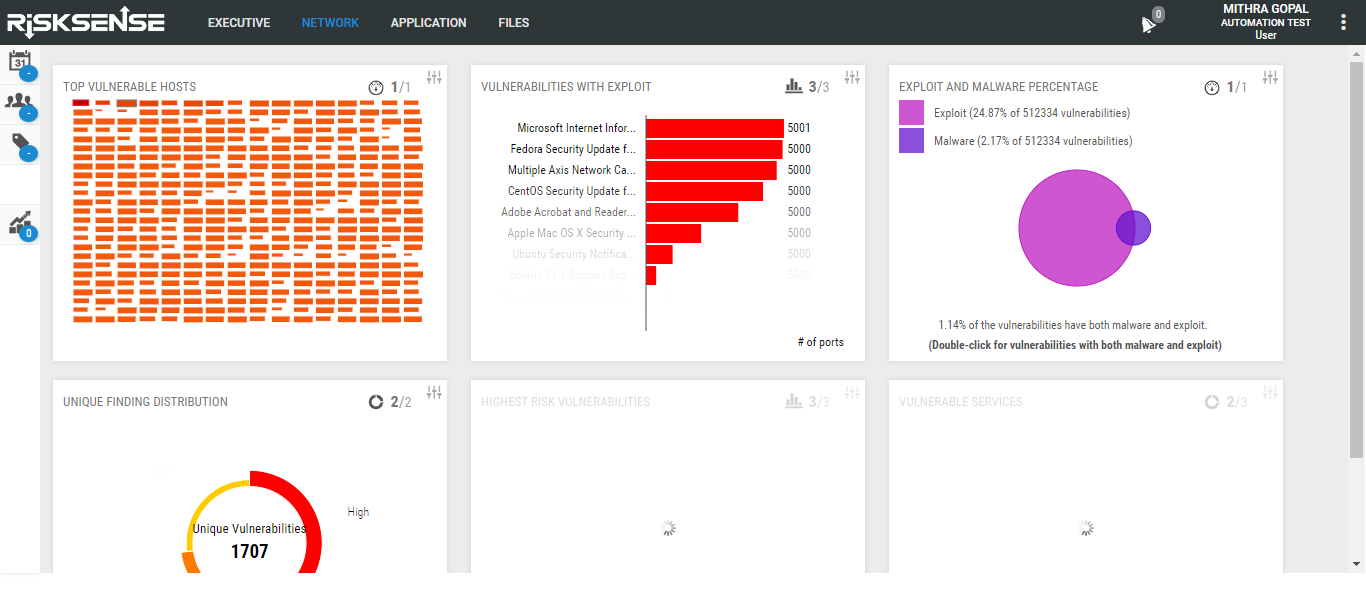 RiSKSENSE
EXECUTIVE
NETWORK
APPLICATION
FILES
0
MITHRA GOPAL
AUTOMATION TEST
User
31
-
-
-
0
TOP VULNERABLE HOSTS
1/1
VULNERABILITIES WITH EXPLOIT
3/3
Microsoft Internet Infor... 5001
Fedora Security Update f... 5000
Multiple Axis Network Ca... 5000
CentOS Security Update f... 5000
Adobe Acrobat and Reader... 5000
Apple Mac OS X Security ... 5000
Ubuntu Security Notifica... 5000
Solaris 11.1 Support Rep... 5000
# of ports
EXPLOIT AND MALWARE PERCENTAGE
1/1
Exploit (24.87% of 512334 vulnerabilities)
Malware (2.17% of 512334 vulnerabilities)
1.14% of the vulnerabilities have both malware and exploit.
(Double-click for vulnerabilities with both malware and exploit)
UNIQUE FINDING DISTRIBUTION
2/2
High
Unique Vulnerabilities
1707
HIGHEST RISK VULNERABILITIES
3/3
VULNERABLE SERVICES
2/3